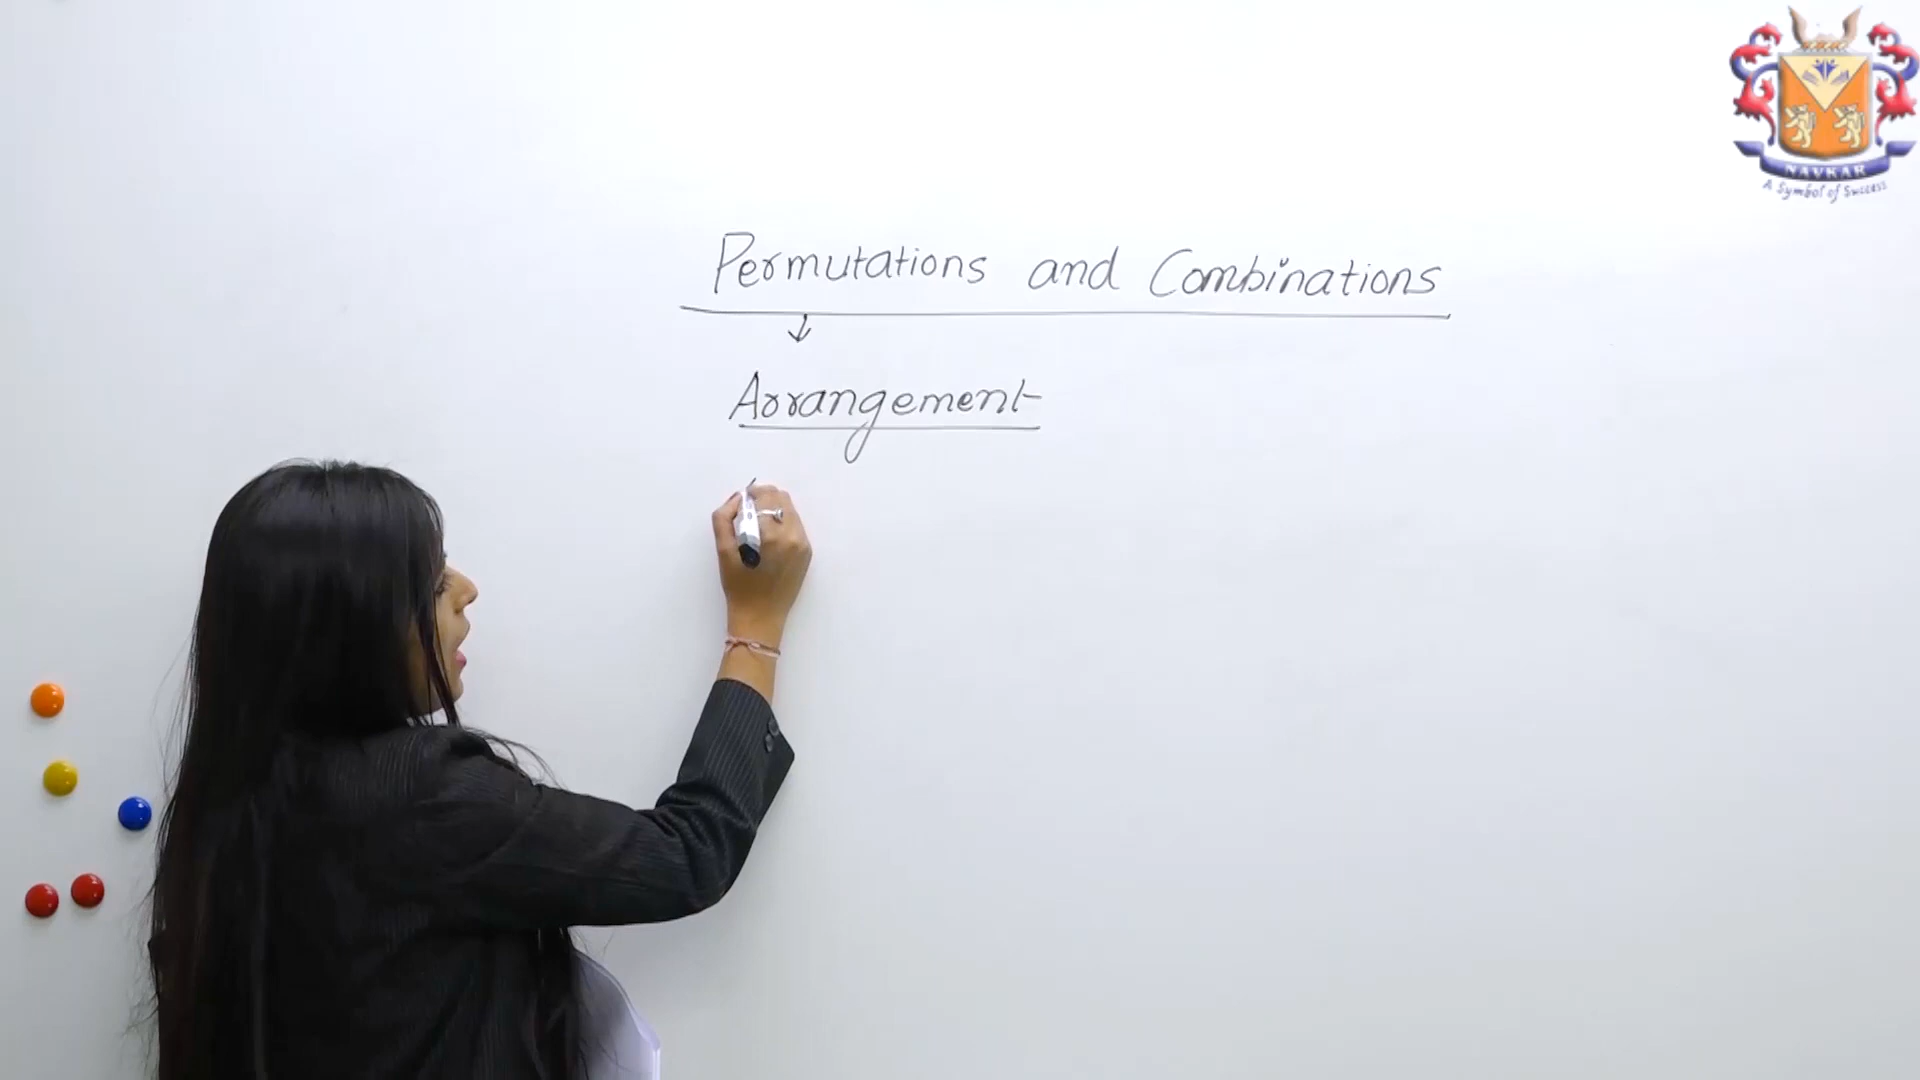 NAVKAR
A Symbol of Success
Permutations and Combinations
Arrangement